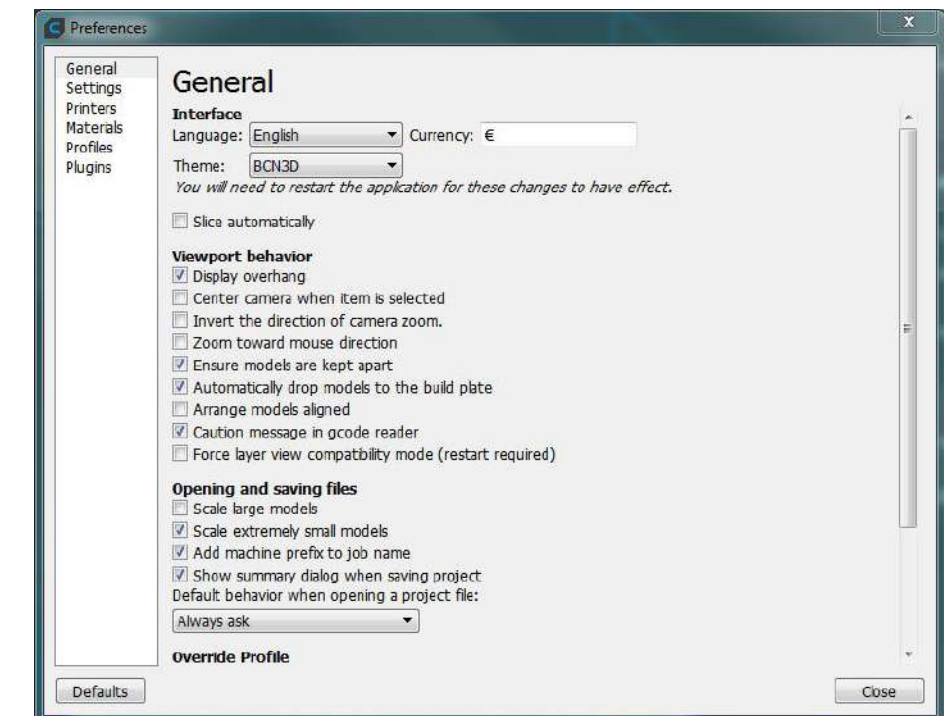 Preferences
X
General
Settings
Printers
Materials
Profiles
Plugins
General
Interface
Language: English Currency: €
Theme: BCN3D
You will need to restart the application for these changes to have effect.
Slice automatically
Viewport behavior
Display overhang
Center camera when item is selected
Invert the direction of camera zoom.
Zoom toward mouse direction
Ensure models are kept apart
Automatically drop models to the build plate
Arrange models aligned
Caution message in gcode reader
Force layer view compatibility mode (restart required)
Opening and saving files
Scale large models
Scale extremely small models
Add machine prefix to job name
Show summary dialog when saving project
Default behavior when opening a project file:
Always ask
Override Profile
Defaults Close